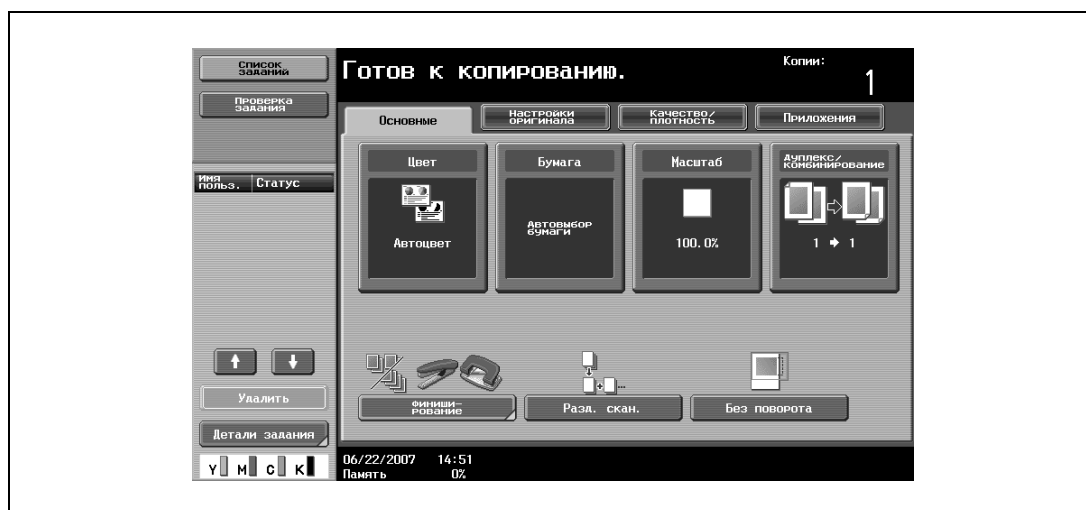 Список
заданий
Проверка
задания
Имя
польз.
Статус
Удалить
Детали задания
Y M C K
Готов к копированию.
Копии:
1
Основные
Настройки
оригинала
Качество/
плотность
Приложения
Цвет
Автоцвет
Бумага
Автовыбор
бумаги
Масштаб
100.0%
Дуплекс/
комбинирование
1 → 1
Финиши-
рование
Разд. скан.
Без поворота
06/22/2007 14:51
Память 0%